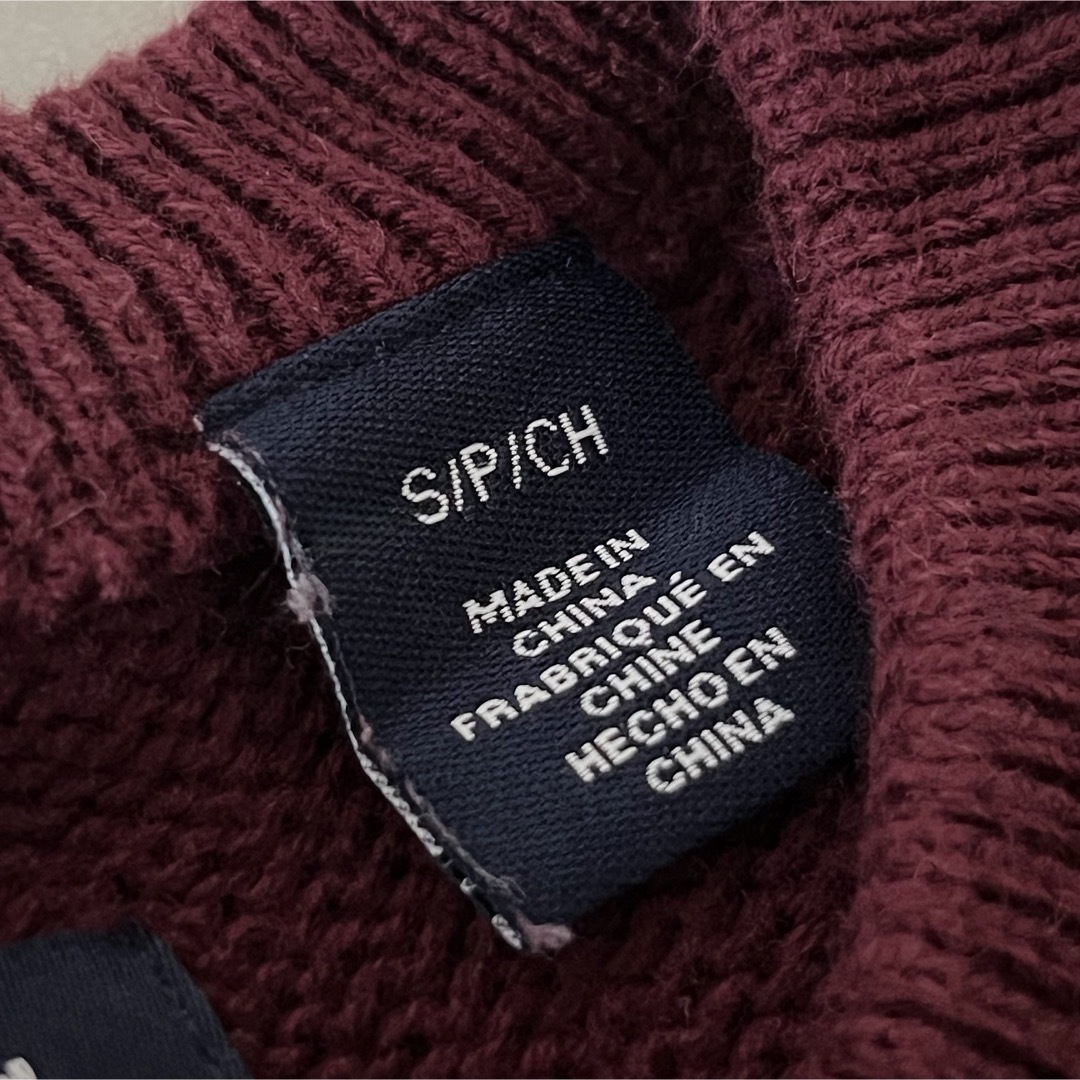 S/P/CH
MADE IN
CHINA
FRABRIQUÉ EN
CHINE
HECHO EN
CHINA